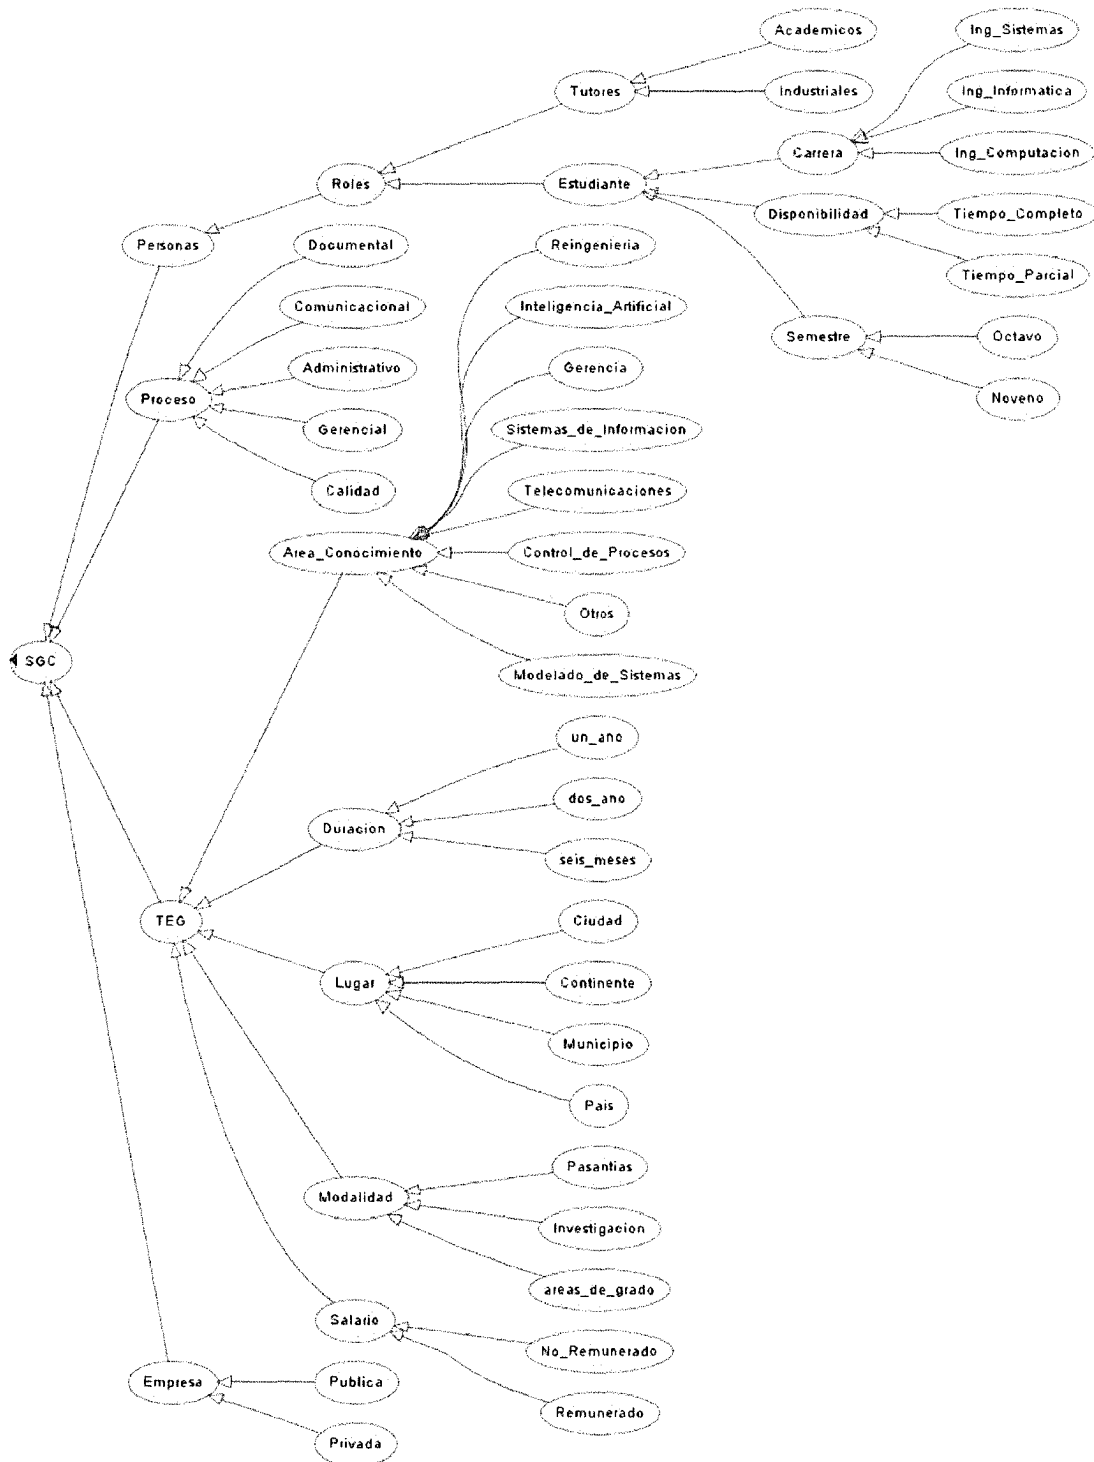 Academicos
Ing_Sistemas
Tutores
Industriales
Ing_Informatica
Carrera
Ing_Computacion
Roles
Estudiante
Disponibilidad
Tiempo_Completo
Personas
Documental
Reingenieria
Tiempo_Parcial
Comunicacional
Inteligencia_Artificial
Semestre
Octavo
Administrativo
Gerencia
Proceso
Noveno
Gerencial
Sistemas_de_Informacion
Calidad
Telecomunicaciones
Area_Conocimiento
Control_de_Procesos
Otros
SGC
Modelado_de_Sistemas
un_ano
dos_ano
Duracion
seis_meses
TEG
Ciudad
Lugar
Continente
Municipio
Pais
Pasantias
Modalidad
Investigacion
areas_de_grado
Salario
No_Remunerado
Empresa
Publica
Remunerado
Privada